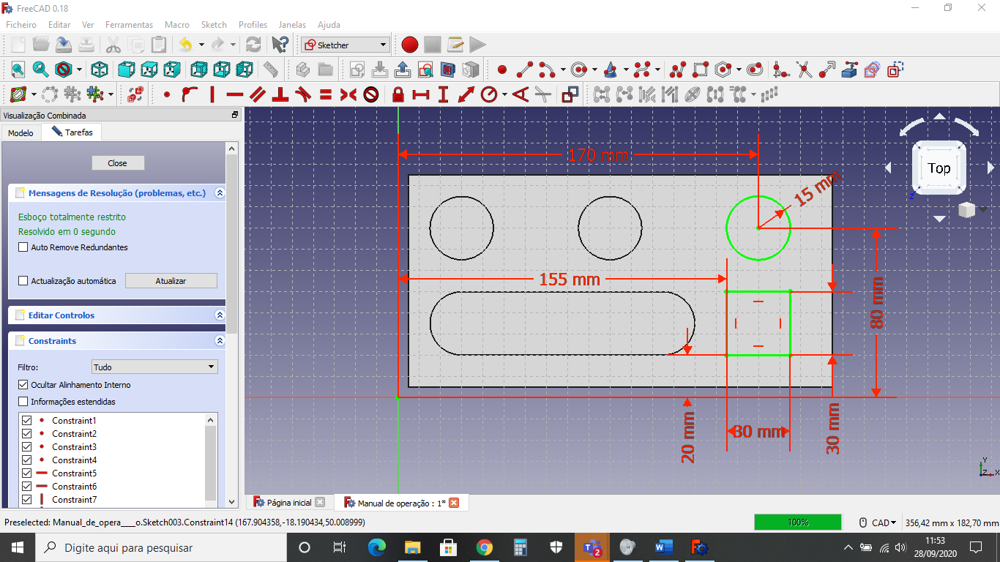 FreeCAD 0.18
Ficheiro Editar Ver Ferramentas Macro Sketch Profiles Janelas Ajuda
Sketcher
Visualização Combinada
Modelo Tarefas
Close
Mensagens de Resolução (problemas, etc.)
Esboço totalmente restrito
Resolvido em 0 segundo
Auto Remove Redundantes
Actualização automática Atualizar
Editar Controlos
Constraints
Filtro: Tudo
Ocultar Alinhamento Interno
Informações estendidas
Constraint1
Constraint2
Constraint3
Constraint4
Constraint5
Constraint6
Constraint7
170 mm
15 mm
155 mm
80 mm
20 mm
30 mm
30 mm
Top
Z
Y
Z X
Página inicial Manual de operação : 1*
Preselected: Manual_de_opera____o.Sketch003.Constraint14 (167.904358,-18.190434,50.008999) 100% CAD 356,42 mm x 182,70 mm
Digite aqui para pesquisar
2
11:53
28/09/2020